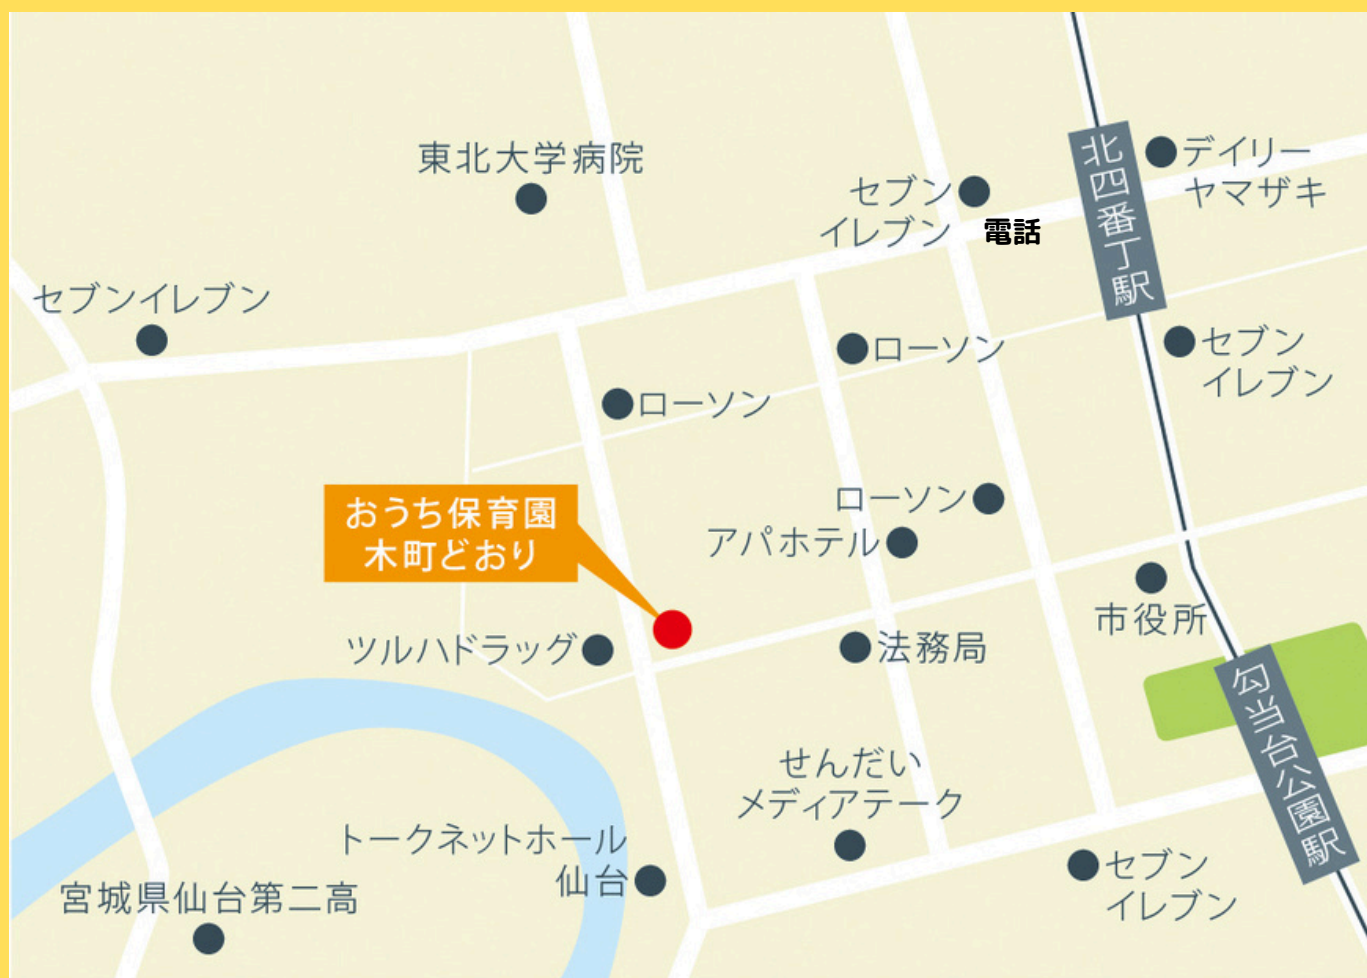 東北大学病院
セブン
イレブン
電話
北四番丁駅
デイリー
ヤマザキ
セブンイレブン
ローソン
セブン
イレブン
ローソン
おうち保育園
木町どおり
ローソン
アパホテル
市役所
ツルハドラッグ
法務局
勾当台公園駅
せんだい
メディアテーク
トークネットホール
仙台
セブン
イレブン
宮城県仙台第二高